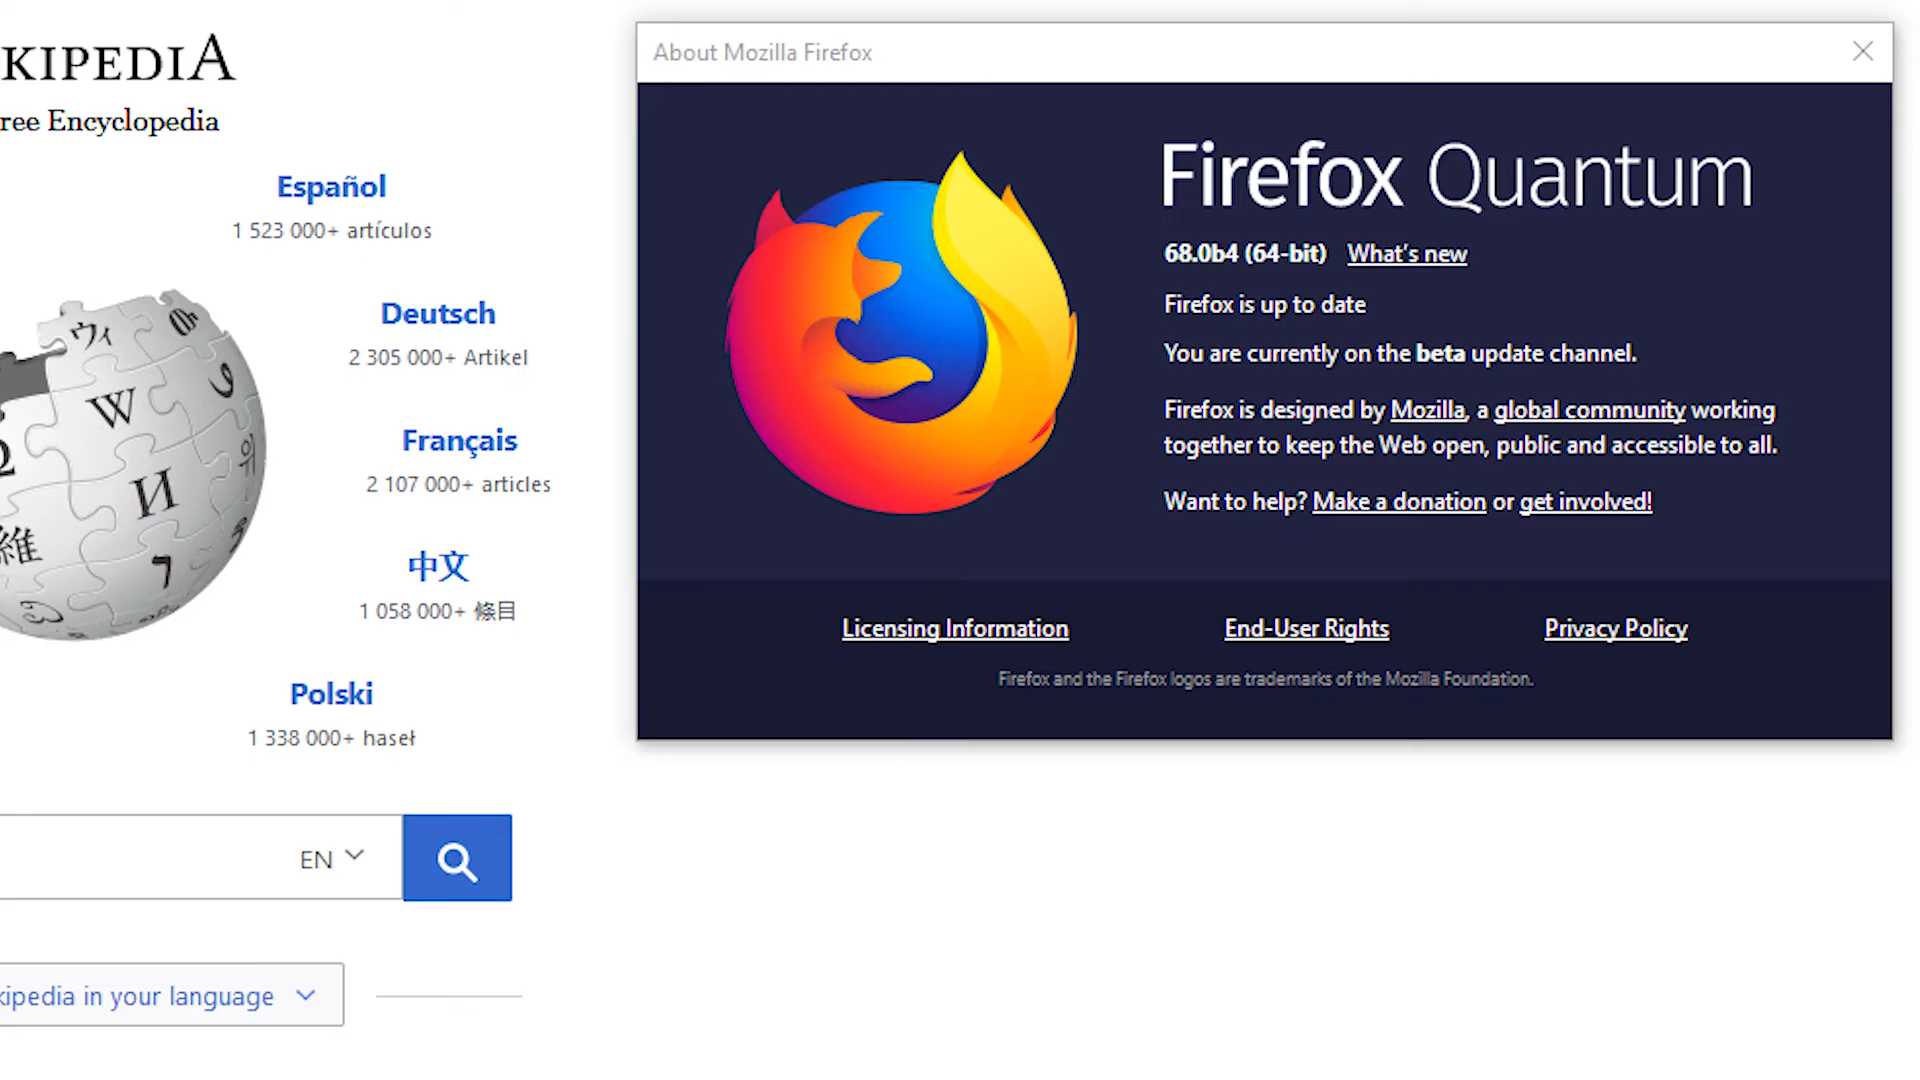 KIPEDIA
ree Encyclopedia
Español
1 523 000+ artículos
Deutsch
2 305 000+ Artikel
Français
2 107 000+ articles
中文
1 058 000+ 條目
Polski
1 338 000+ haseł
ウィ
W
И
維
위
7
EN
kipedia in your language
About Mozilla Firefox
Firefox Quantum
68.0b4 (64-bit) What's new
Firefox is up to date
You are currently on the beta update channel.
Firefox is designed by Mozilla, a global community working
together to keep the Web open, public and accessible to all.
Want to help? Make a donation or get involved!
Licensing Information End-User Rights Privacy Policy
Firefox and the Firefox logos are trademarks of the Mozilla Foundation.